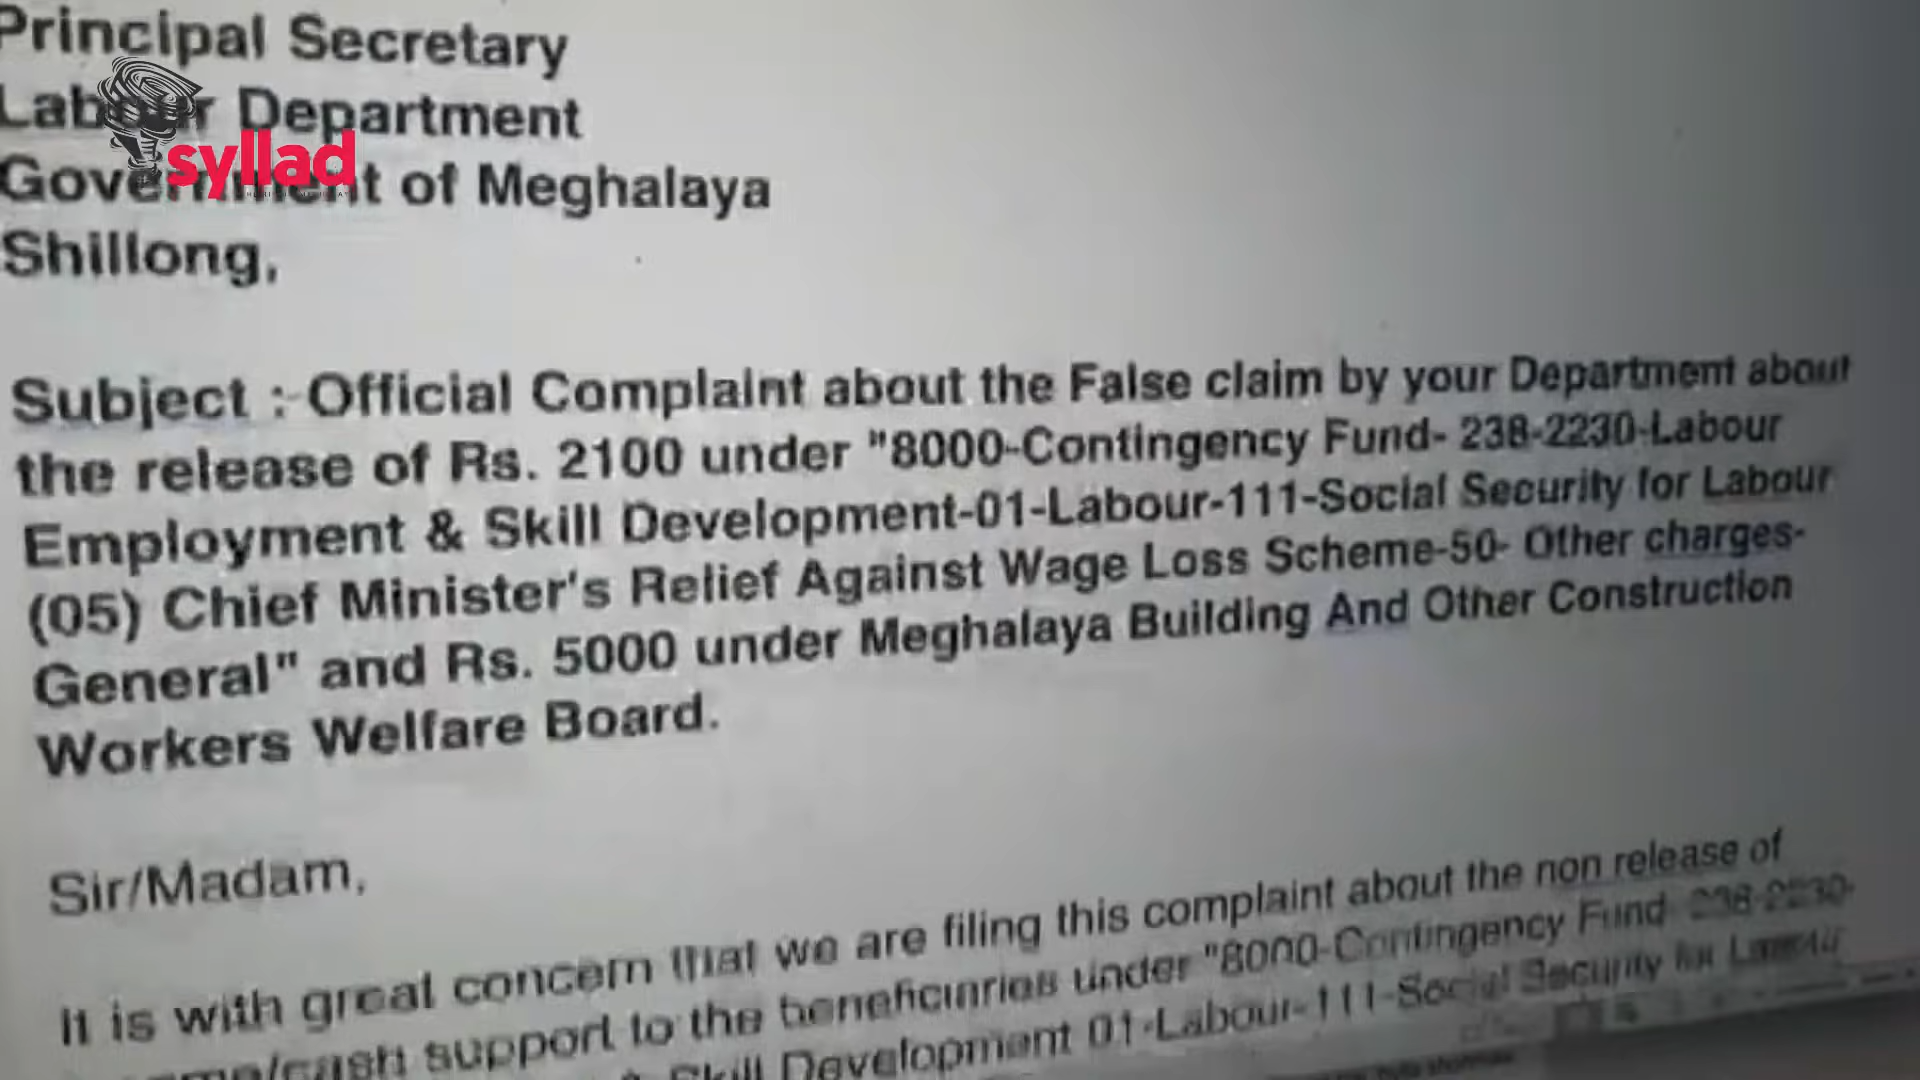 Principal Secretary
Labour Department
Government of Meghalaya
syllad
Shillong,
Subject :- Official Complaint about the False claim by your Department about
the release of Rs. 2100 under "8000-Contingency Fund- 238-2230-Labour
Employment & Skill Development-01-Labour-111-Social Security for Labour
(05) Chief Minister's Relief Against Wage Loss Scheme-50- Other charges-
General" and Rs. 5000 under Meghalaya Building And Other Construction
Workers Welfare Board.
Sir/Madam,
It is with great concern that we are filing this complaint about the non release of
support to the beneficiaries under "8000-Contingency Fund 238-2230-
Skill Development 01-Labour-111-Social Security for